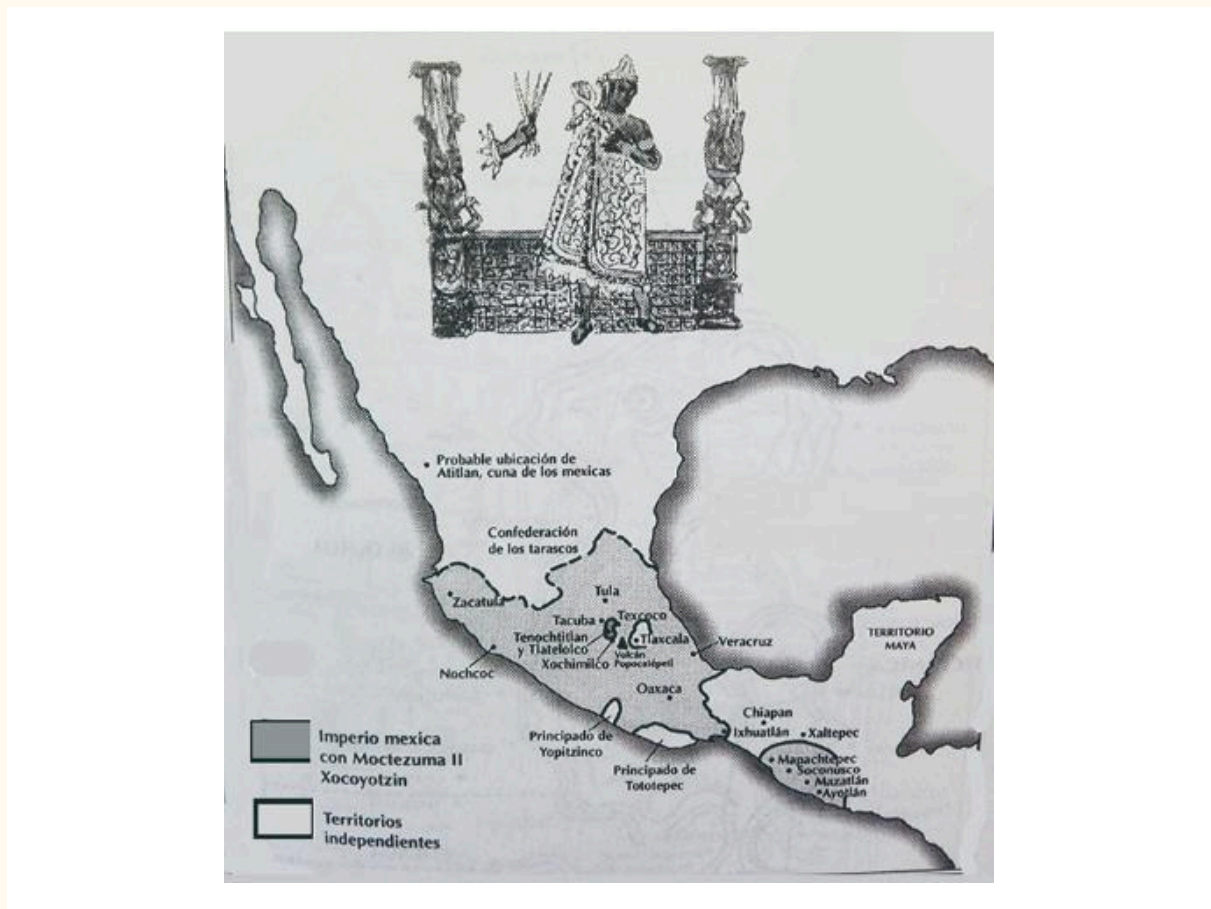 Probable ubicación de
Atitlan, cuna de los mexicas
Confederación
de los tarascos
Zacatula
Tula
Tacuba
Texcoco
Tenochtitlan
y Tlatelolco
Tlaxcala
Veracruz
Xochimilco
Volcán
Popocatépetl
Nochcoc
Oaxaca
TERRITORIO
MAYA
Chiapan
Ixhuatlán
Xaltepec
Principado de
Yopitzinco
Principado de
Tototepec
Mapachtepec
Soconusco
Mazatlán
Ayotlán
Imperio mexica
con Moctezuma II
Xocoyotzin
Territorios
independientes